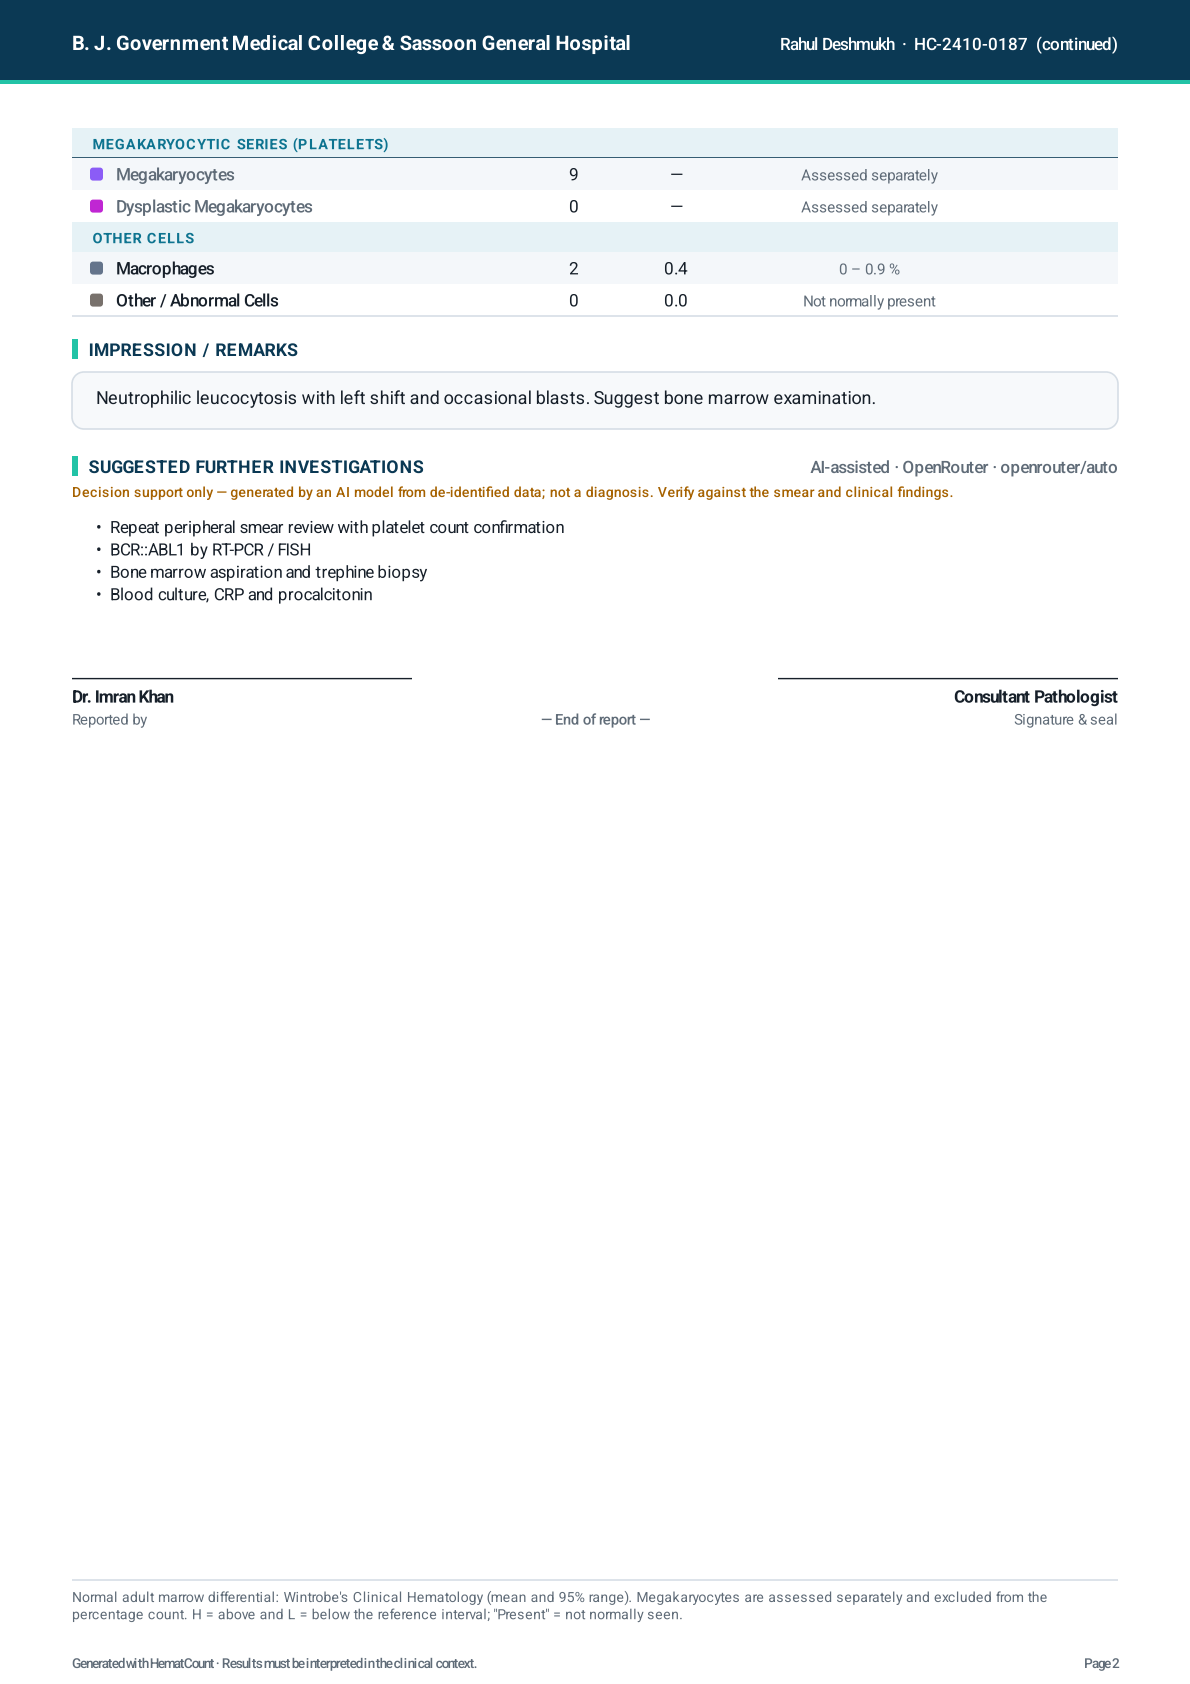 B. J. Government Medical College & Sassoon General Hospital
Rahul Deshmukh · HC-2410-0187 (continued)
MEGAKARYOCYTIC SERIES (PLATELETS)
Megakaryocytes 9 — Assessed separately
Dysplastic Megakaryocytes 0 — Assessed separately
OTHER CELLS
Macrophages 2 0.4 0 – 0.9 %
Other / Abnormal Cells 0 0.0 Not normally present
IMPRESSION / REMARKS
Neutrophilic leucocytosis with left shift and occasional blasts. Suggest bone marrow examination.
SUGGESTED FURTHER INVESTIGATIONS AI-assisted · OpenRouter · openrouter/auto
Decision support only — generated by an AI model from de-identified data; not a diagnosis. Verify against the smear and clinical findings.
• Repeat peripheral smear review with platelet count confirmation
• BCR::ABL1 by RT-PCR / FISH
• Bone marrow aspiration and trephine biopsy
• Blood culture, CRP and procalcitonin
Dr. Imran Khan Consultant Pathologist
Reported by — End of report — Signature & seal
Normal adult marrow differential: Wintrobe's Clinical Hematology (mean and 95% range). Megakaryocytes are assessed separately and excluded from the
percentage count. H = above and L = below the reference interval; "Present" = not normally seen.
Generated with HematCount · Results must be interpreted in the clinical context. Page 2